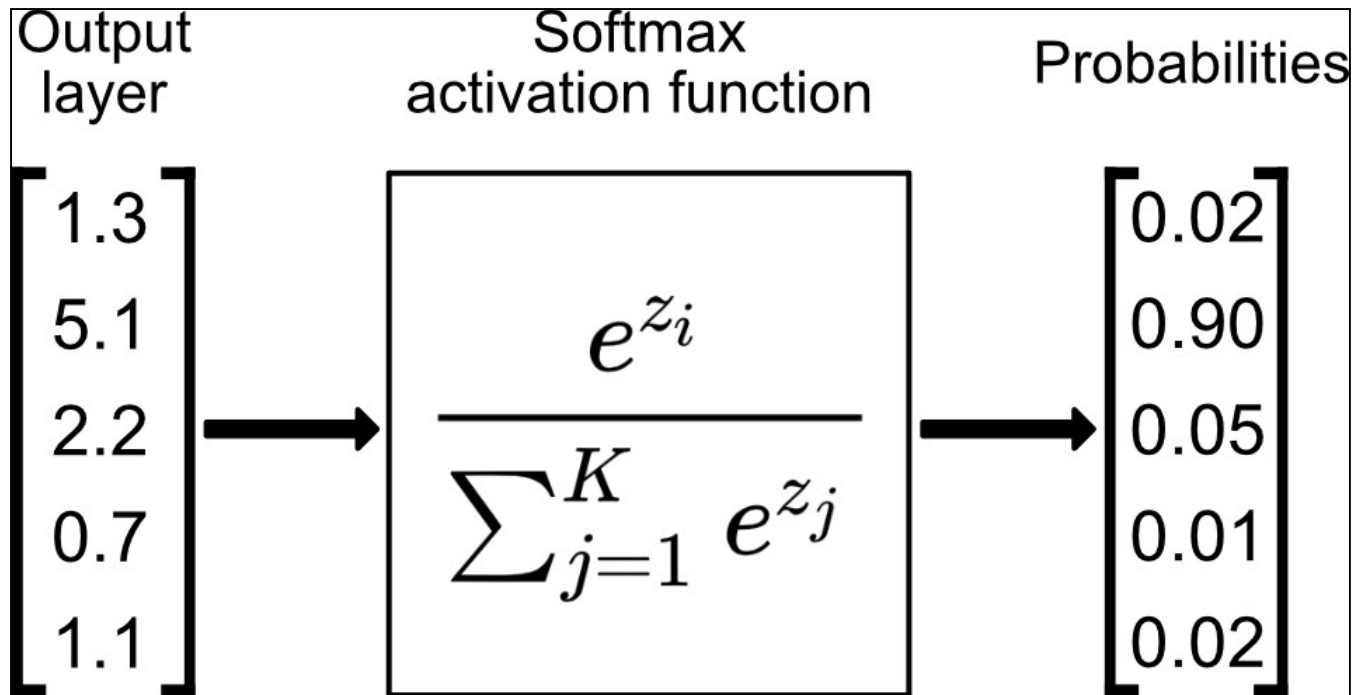 Output
layer
Softmax
activation function
Probabilities
1.3
5.1
2.2
0.7
1.1
e^{z_i}
∑_{j=1}^{K} e^{z_j}
0.02
0.90
0.05
0.01
0.02